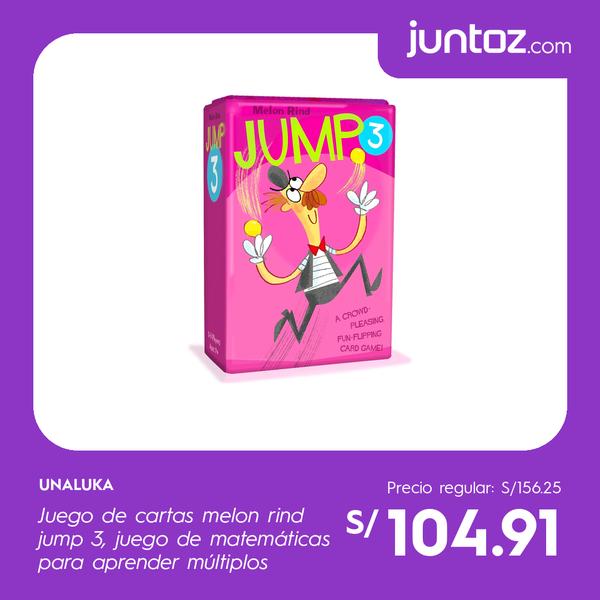 juntoz.com
Melon Rind
JUMP 3
JUMP
3
A CROWD-
PLEASING
FUN-FLIPPING
CARD GAME!
UNALUKA
Juego de cartas melon rind
jump 3, juego de matemáticas
para aprender múltiplos
Precio regular: S/156.25
S/104.91